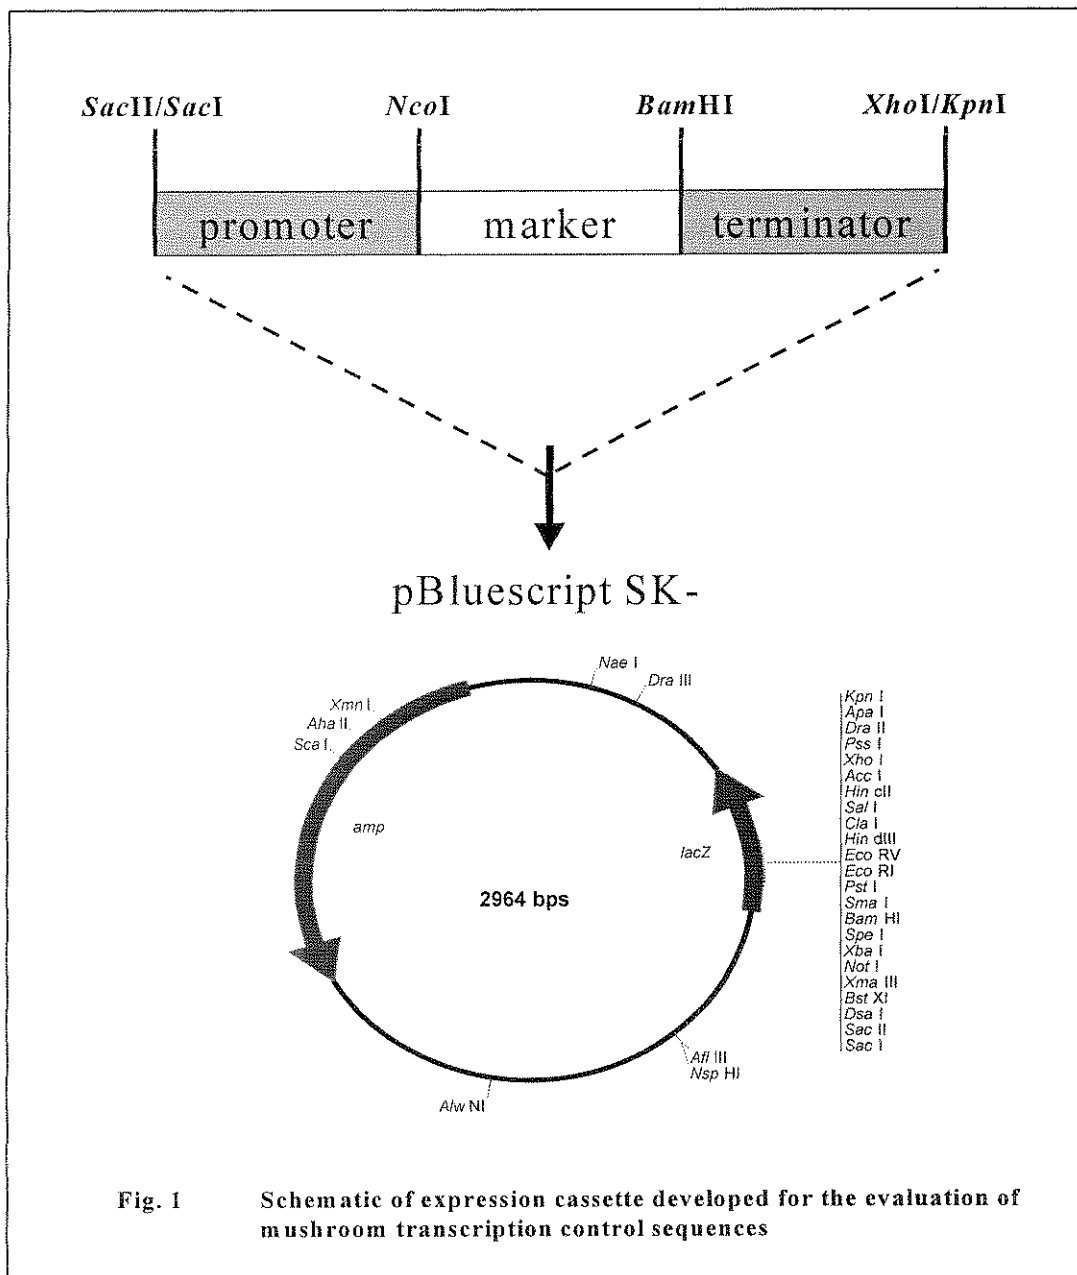 SacII/SacI NcoI BamHI XhoI/KpnI
promoter marker terminator
pBluescript SK-
Nae I
Dra III
Xmn I
Aha II
Sca I
amp
lacZ
2964 bps
Kpn I
Apa I
Dra II
Pss I
Xho I
Acc I
Hin cII
Sal I
Cla I
Hin dIII
Eco RV
Eco RI
Pst I
Sma I
Bam HI
Spe I
Xba I
Not I
Xma III
Bst XI
Dsa I
Sac II
Sac I
Afl III
Nsp HI
Alw NI
Fig. 1 Schematic of expression cassette developed for the evaluation of
mushroom transcription control sequences